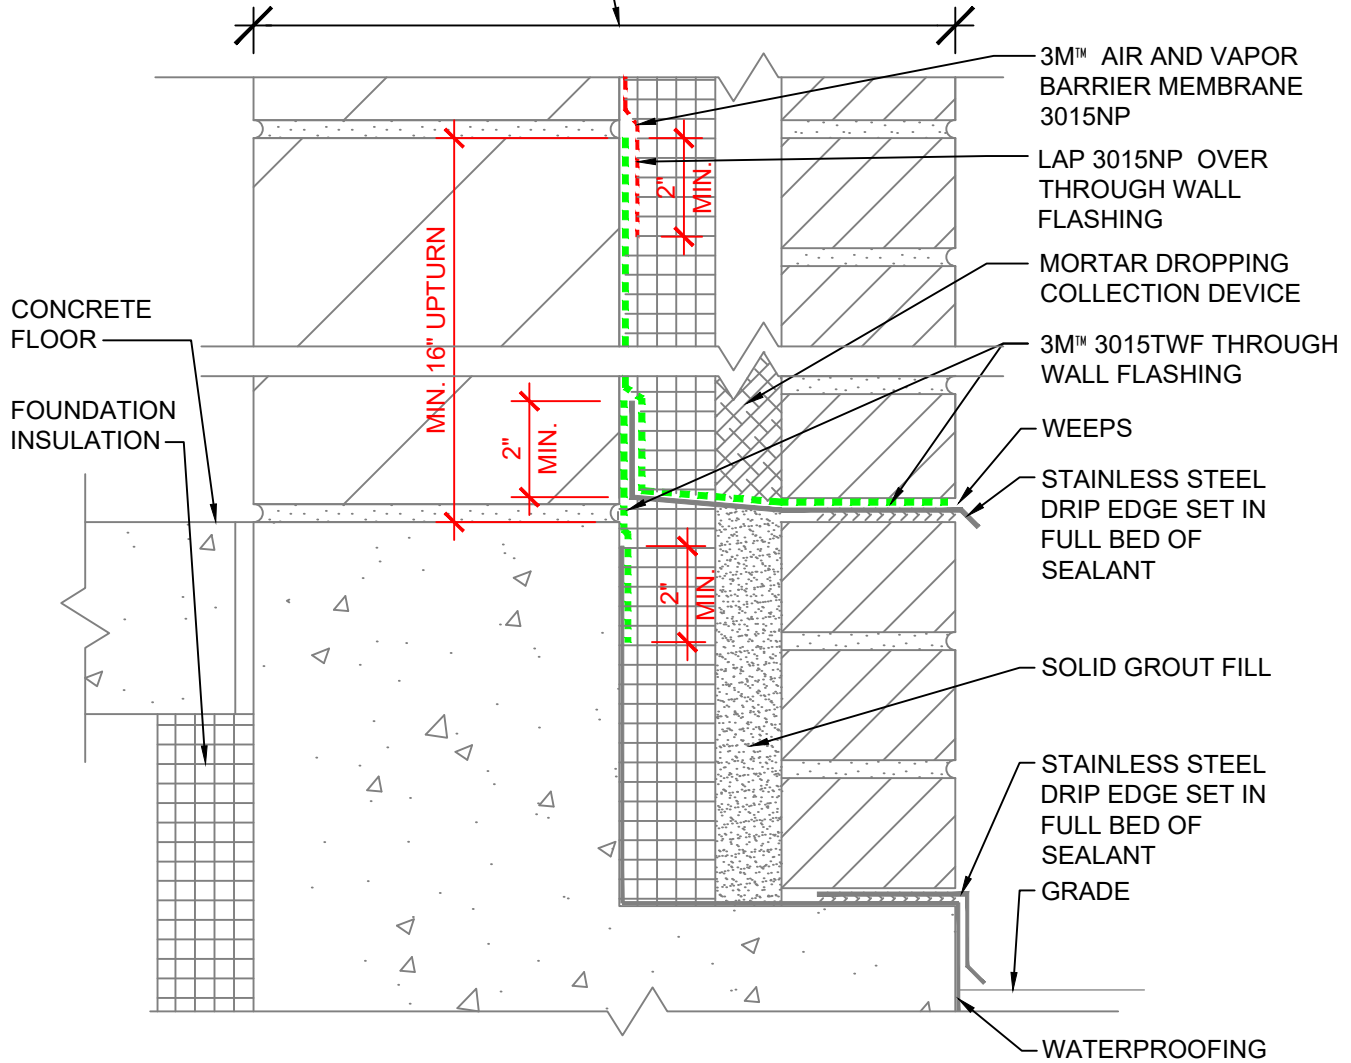 3M™ AIR AND VAPOR
BARRIER MEMBRANE
3015NP
LAP 3015NP OVER
THROUGH WALL
FLASHING
MORTAR DROPPING
COLLECTION DEVICE
3M™ 3015TWF THROUGH
WALL FLASHING
WEEPS
STAINLESS STEEL
DRIP EDGE SET IN
FULL BED OF
SEALANT
SOLID GROUT FILL
STAINLESS STEEL
DRIP EDGE SET IN
FULL BED OF
SEALANT
GRADE
WATERPROOFING
CONCRETE
FLOOR
FOUNDATION
INSULATION
MIN. 16" UPTURN
2"
MIN.
2"
MIN.
2"
MIN.